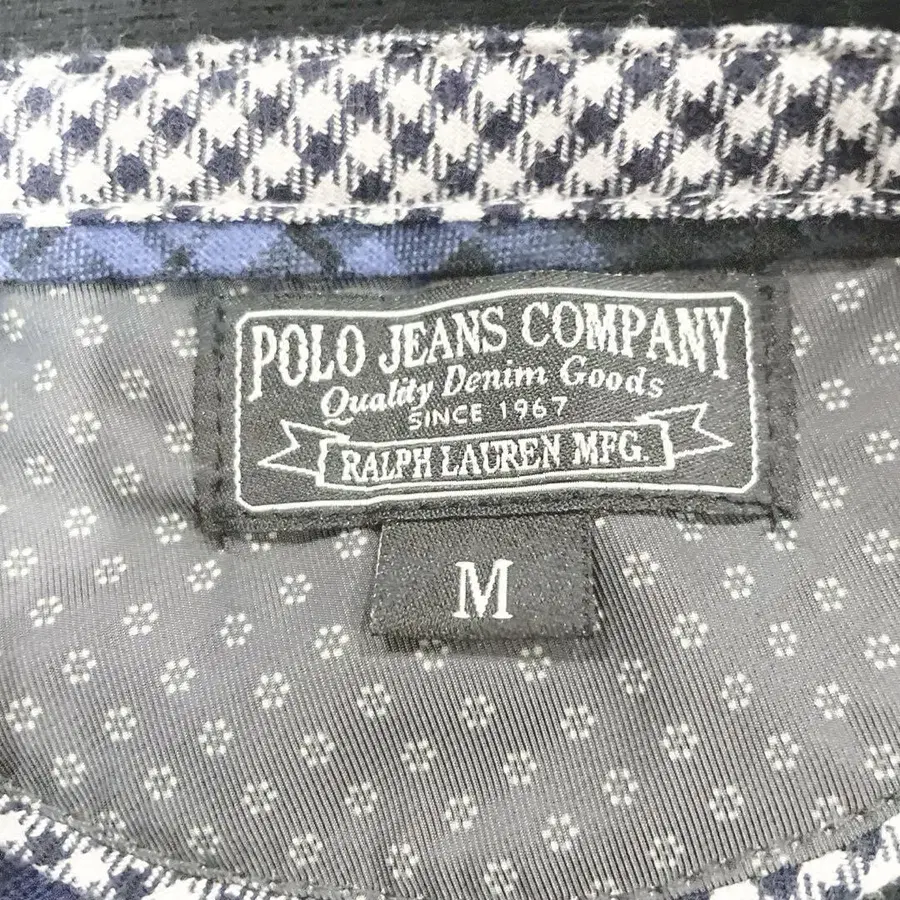 POLO JEANS COMPANY
Quality Denim Goods
SINCE 1967
RALPH LAUREN MFG.
M